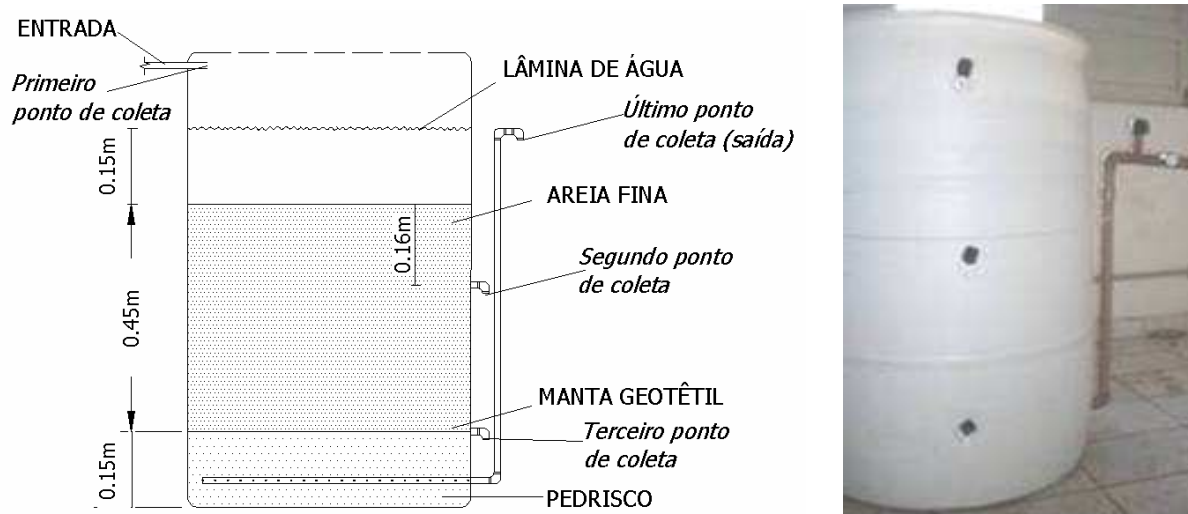 ENTRADA
Primeiro
ponto de coleta
LÂMINA DE ÁGUA
Último ponto
de coleta (saída)
0.15m
AREIA FINA
0.16m
Segundo ponto
de coleta
0.45m
MANTA GEOTÊTIL
Terceiro ponto
de coleta
0.15m
PEDRISCO